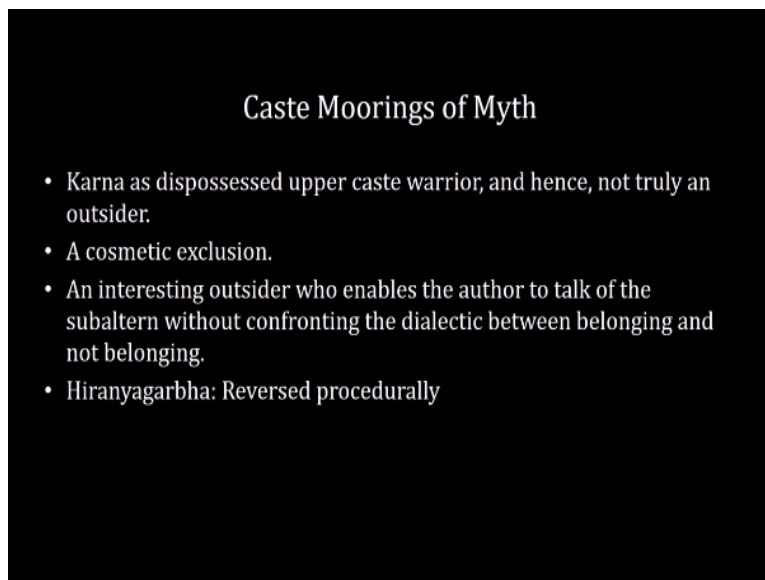 Caste Moorings of Myth
• Karna as dispossessed upper caste warrior, and hence, not truly an
outsider.
• A cosmetic exclusion.
• An interesting outsider who enables the author to talk of the
subaltern without confronting the dialectic between belonging and
not belonging.
• Hiranyagarbha: Reversed procedurally